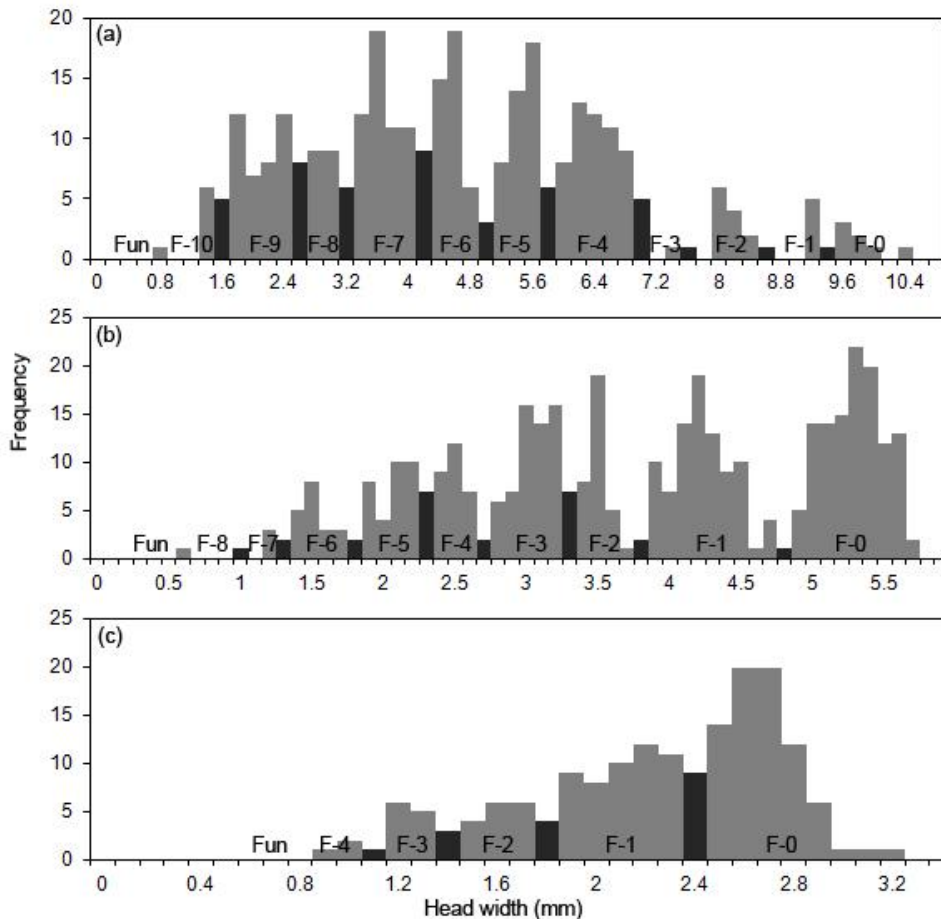 20
(a)
15
10
5
Fun F-10 F-9 F-8 F-7 F-6 F-5 F-4 F-3 F-2 F-1 F-0
0
0 0.8 1.6 2.4 3.2 4 4.8 5.6 6.4 7.2 8 8.8 9.6 10.4
Frequency
25
(b)
20
15
10
5
Fun F-8 F-7 F-6 F-5 F-4 F-3 F-2 F-1 F-0
0
0 0.5 1 1.5 2 2.5 3 3.5 4 4.5 5 5.5
25
(c)
20
15
10
5
Fun F-4 F-3 F-2 F-1 F-0
0
0 0.4 0.8 1.2 1.6 2 2.4 2.8 3.2
Head width (mm)